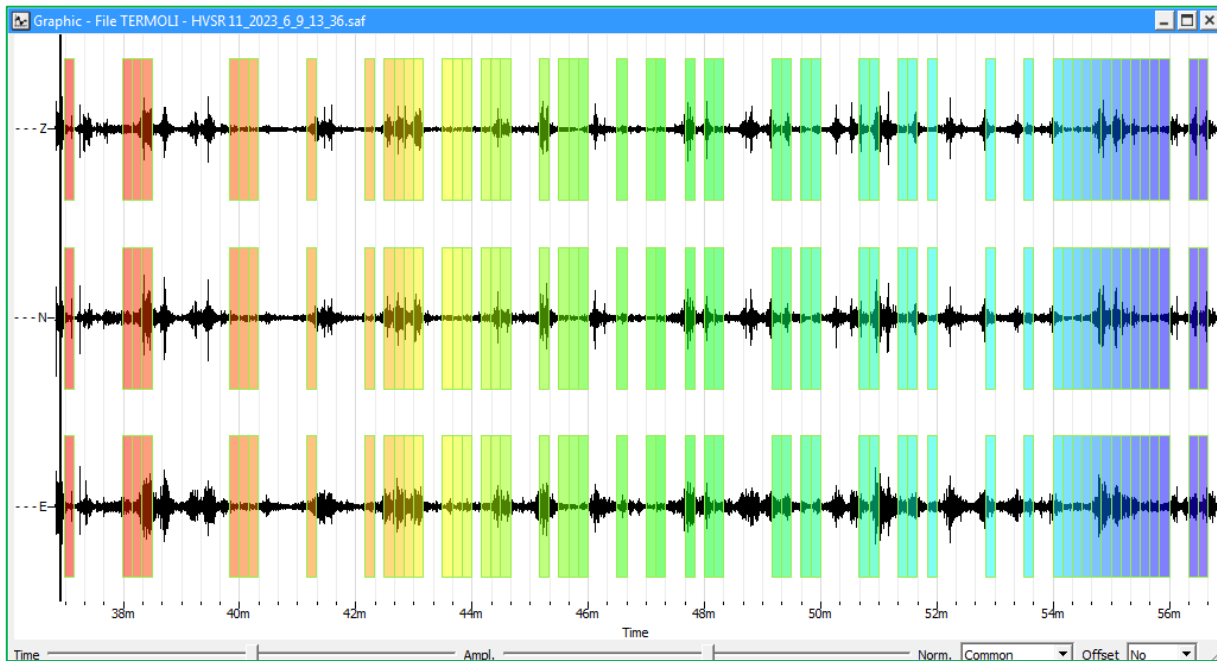 Graphic - File TERMOLI - HVSR 11_2023_6_9_13_36.saf
---Z
---N
---E
38m 40m 42m 44m 46m 48m 50m 52m 54m 56m
Time
Time Ampl. Norm. Common Offset No